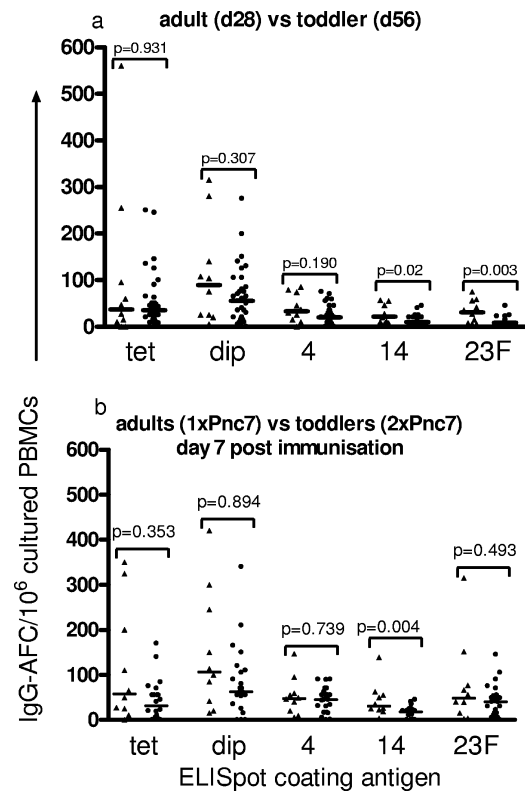 a
adult (d28) vs toddler (d56)
600
500
400
300
200
100
0
p=0.931
p=0.307
p=0.190
p=0.02
p=0.003
tet dip 4 14 23F
IgG-AFC/10⁶ cultured PBMCs
b
adults (1xPnc7) vs toddlers (2xPnc7)
day 7 post immunisation
600
500
400
300
200
100
0
p=0.353
p=0.894
p=0.739
p=0.004
p=0.493
tet dip 4 14 23F
ELISpot coating antigen